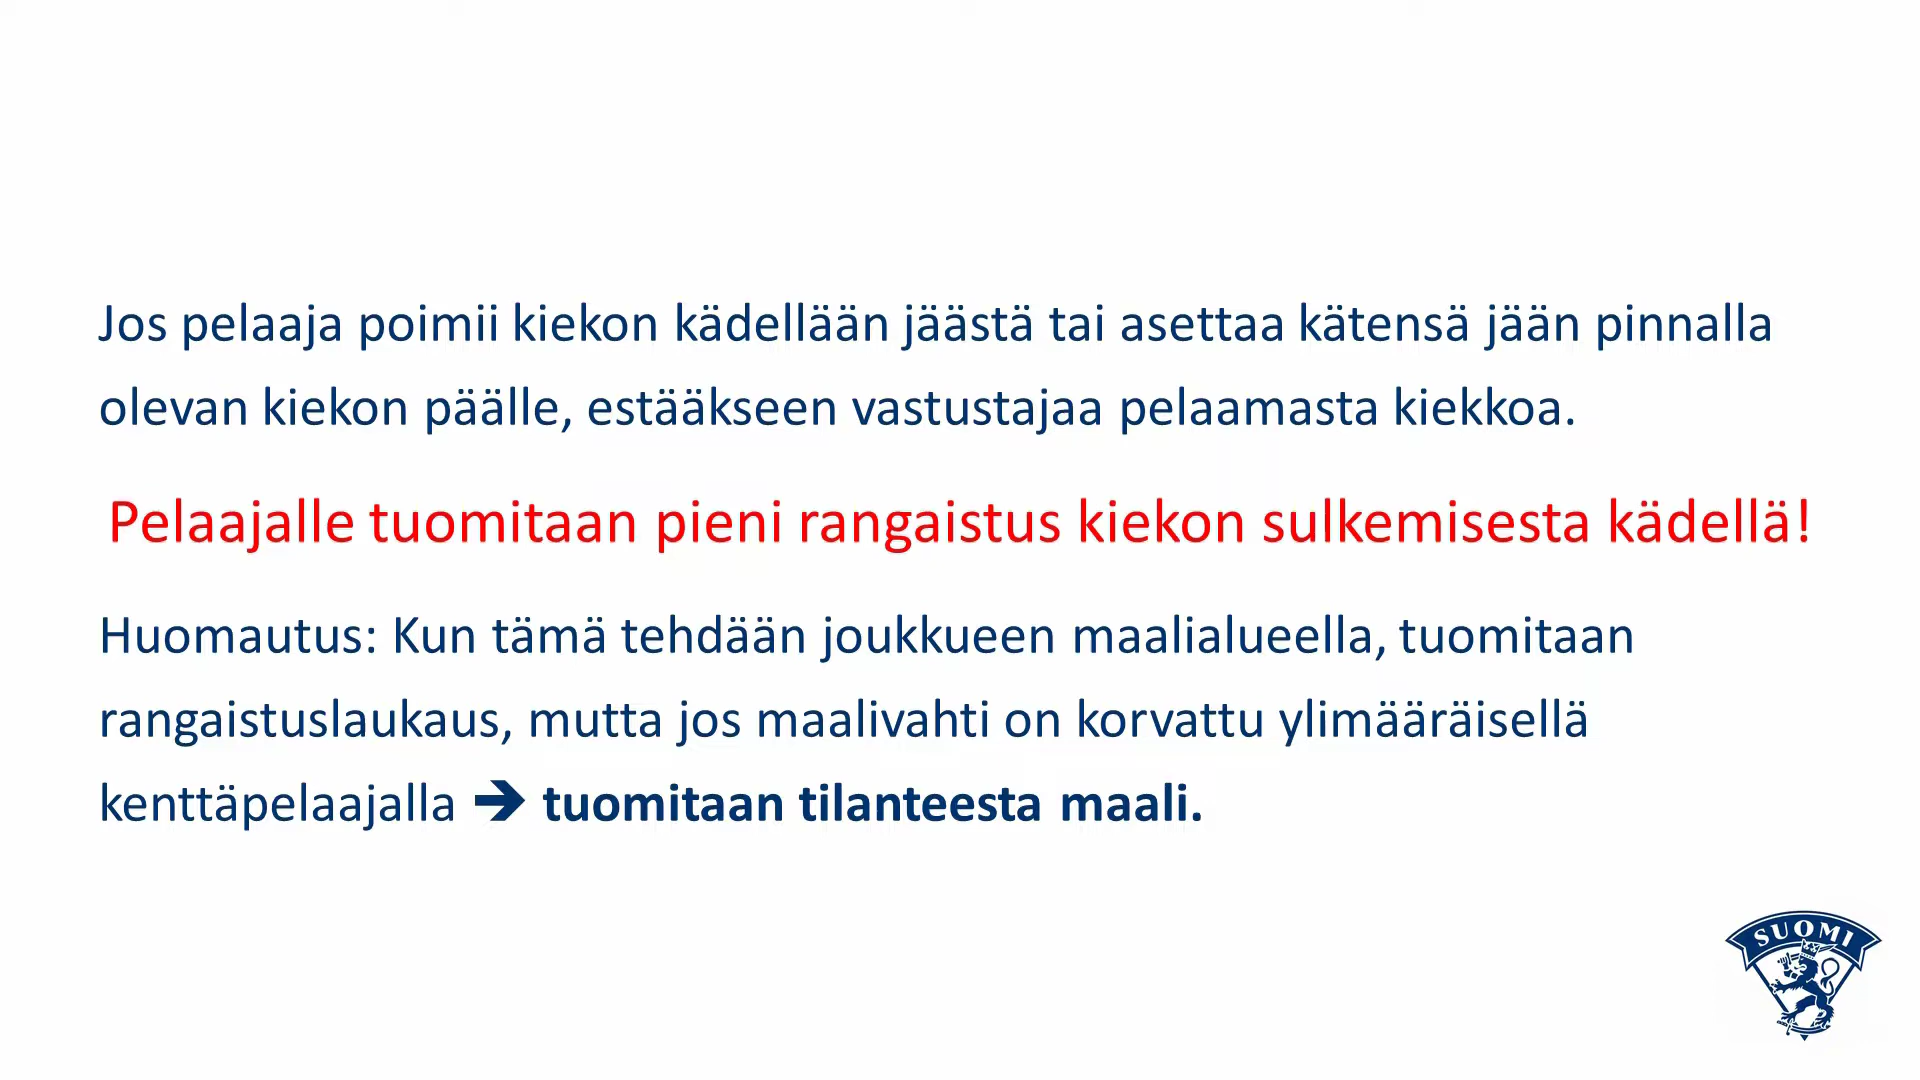 Jos pelaaja poimii kiekon kädellään jäästä tai asettaa kätensä jään pinnalla
olevan kiekon päälle, estääkseen vastustajaa pelaamasta kiekkoa.
Pelaajalle tuomitaan pieni rangaistus kiekon sulkemisesta kädellä!
Huomautus: Kun tämä tehdään joukkueen maalialueella, tuomitaan
rangaistuslaukaus, mutta jos maalivahti on korvattu ylimääräisellä
kenttäpelaajalla ➔ tuomitaan tilanteesta maali.
SUOMI